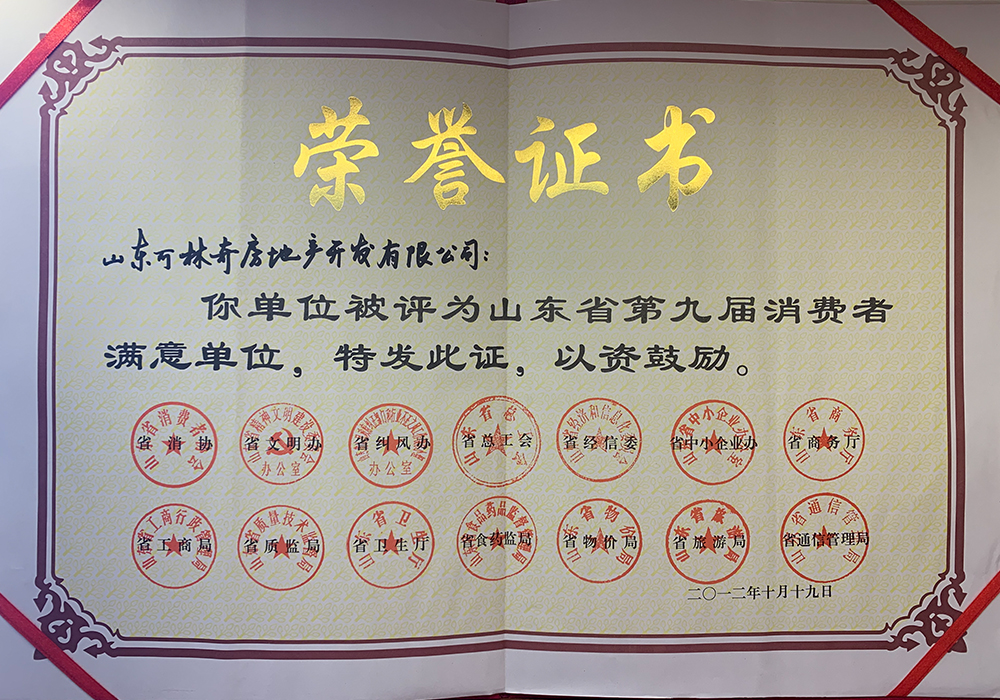 荣誉证书
山东可林奇房地产开发有限公司：
你单位被评为山东省第九届消费者
满意单位，特发此证，以资鼓励。
省消协 省文明办 省纠风办 省总工会 省经信委 省中小企业办 省商务厅
省工商局 省质监局 省卫生厅 省食药监局 省物价局 省旅游局 省通信管理局
二〇一二年十月十九日